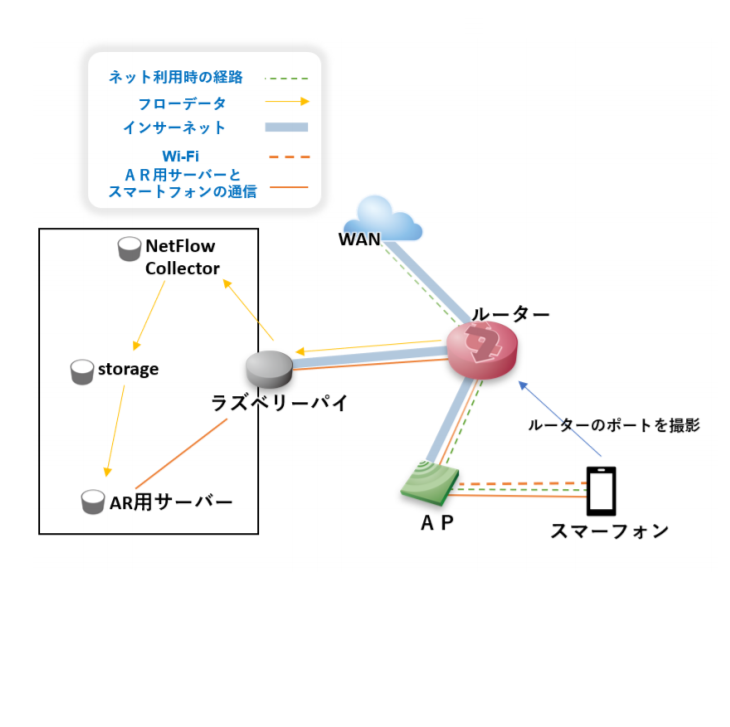 ネット利用時の経路
フローデータ
インサーネット
Wi-Fi
ＡＲ用サーバーと
スマートフォンの通信
WAN
NetFlow
Collector
ルーター
storage
ラズベリーパイ
ルーターのポートを撮影
AR用サーバー
ＡＰ
スマーフォン